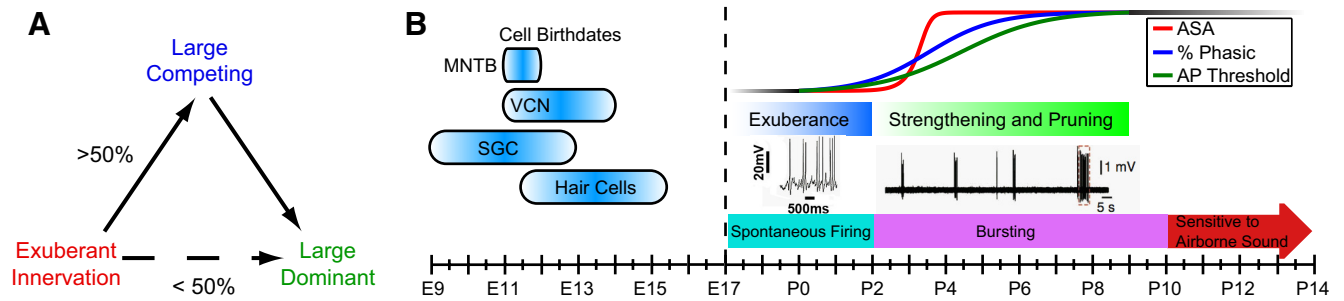 A
Large
Competing
>50%
Exuberant
Innervation
< 50%
Large
Dominant
B
Cell Birthdates
MNTB
VCN
SGC
Hair Cells
ASA
% Phasic
AP Threshold
Exuberance
Strengthening and Pruning
20mV
500ms
1 mV
5 s
Spontaneous Firing
Bursting
Sensitive to
Airborne Sound
E9 E11 E13 E15 E17 P0 P2 P4 P6 P8 P10 P12 P14